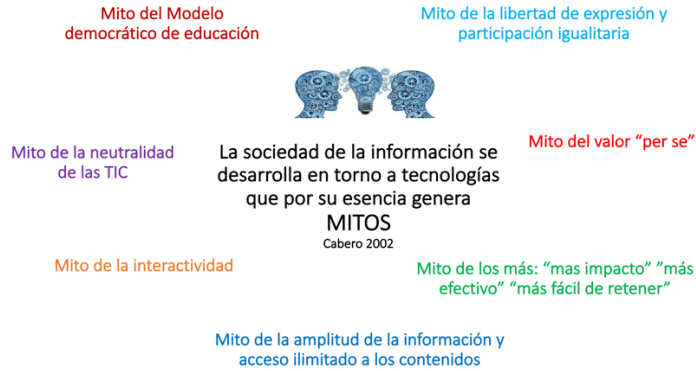 Mito del Modelo
democrático de educación
Mito de la libertad de expresión y
participación igualitaria
Mito de la neutralidad
de las TIC
La sociedad de la información se
desarrolla en torno a tecnologías
que por su esencia genera
MITOS
Cabero 2002
Mito del valor “per se”
Mito de la interactividad
Mito de los más: “mas impacto” ”más
efectivo” “más fácil de retener”
Mito de la amplitud de la información y
acceso ilimitado a los contenidos